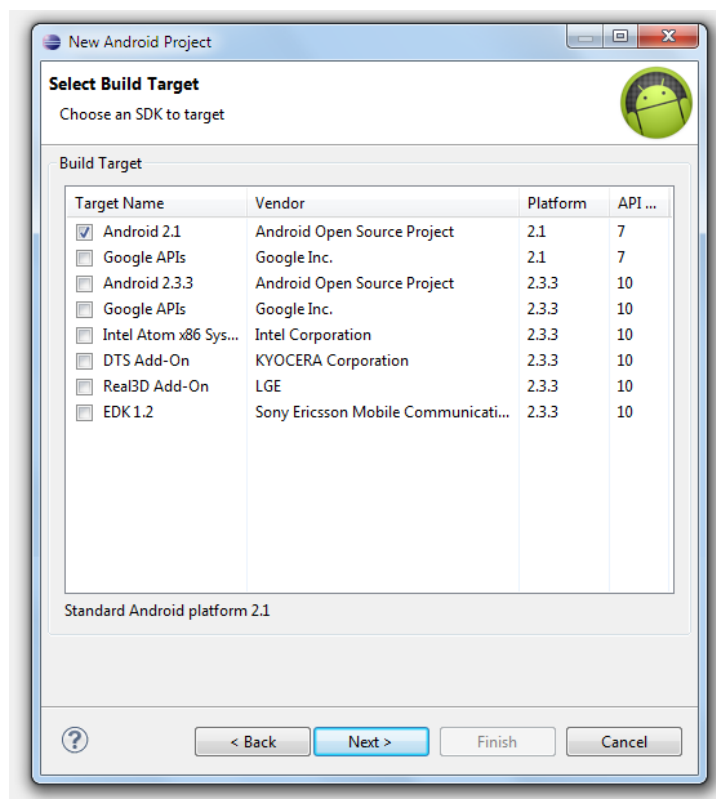 New Android Project
Select Build Target
Choose an SDK to target
Build Target
Target Name Vendor Platform API ...
Android 2.1 Android Open Source Project 2.1 7
Google APIs Google Inc. 2.1 7
Android 2.3.3 Android Open Source Project 2.3.3 10
Google APIs Google Inc. 2.3.3 10
Intel Atom x86 Sys... Intel Corporation 2.3.3 10
DTS Add-On KYOCERA Corporation 2.3.3 10
Real3D Add-On LGE 2.3.3 10
EDK 1.2 Sony Ericsson Mobile Communicati... 2.3.3 10
Standard Android platform 2.1
? < Back Next > Finish Cancel